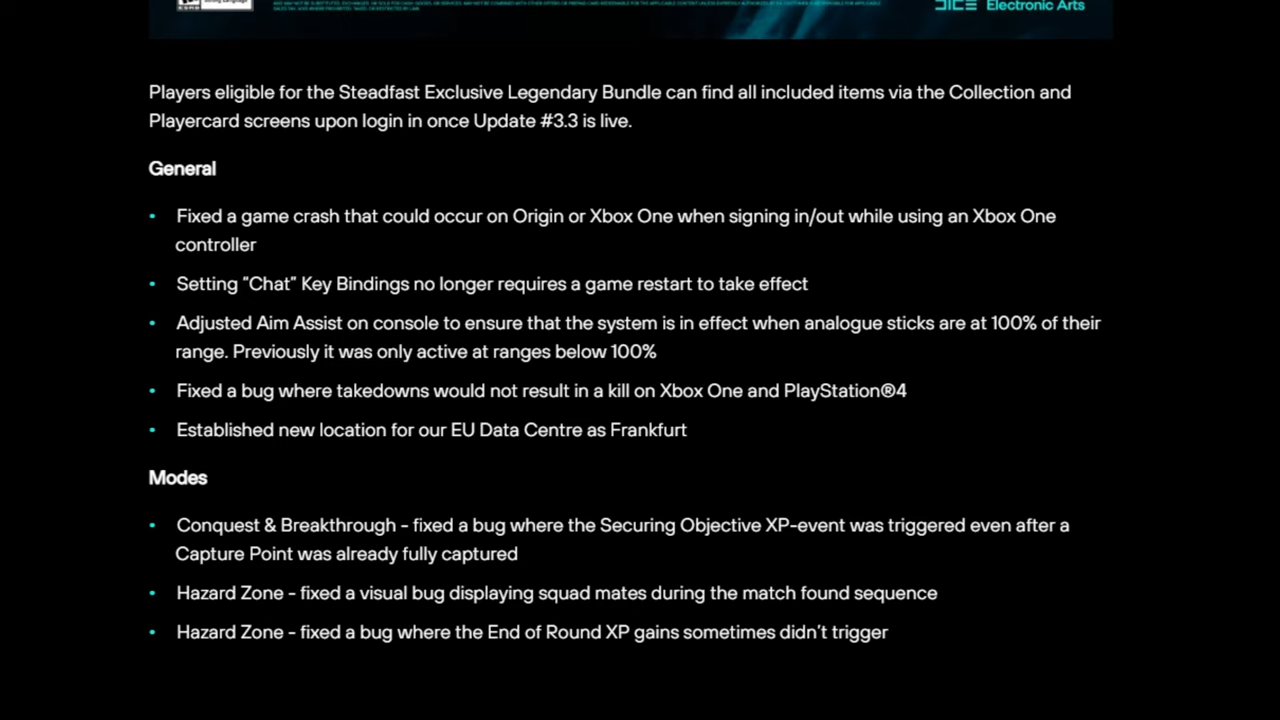 DICE Electronic Arts
Players eligible for the Steadfast Exclusive Legendary Bundle can find all included items via the Collection and
Playercard screens upon login in once Update #3.3 is live.
General
• Fixed a game crash that could occur on Origin or Xbox One when signing in/out while using an Xbox One
controller
• Setting "Chat" Key Bindings no longer requires a game restart to take effect
• Adjusted Aim Assist on console to ensure that the system is in effect when analogue sticks are at 100% of their
range. Previously it was only active at ranges below 100%
• Fixed a bug where takedowns would not result in a kill on Xbox One and PlayStation®4
• Established new location for our EU Data Centre as Frankfurt
Modes
• Conquest & Breakthrough - fixed a bug where the Securing Objective XP-event was triggered even after a
Capture Point was already fully captured
• Hazard Zone - fixed a visual bug displaying squad mates during the match found sequence
• Hazard Zone - fixed a bug where the End of Round XP gains sometimes didn't trigger